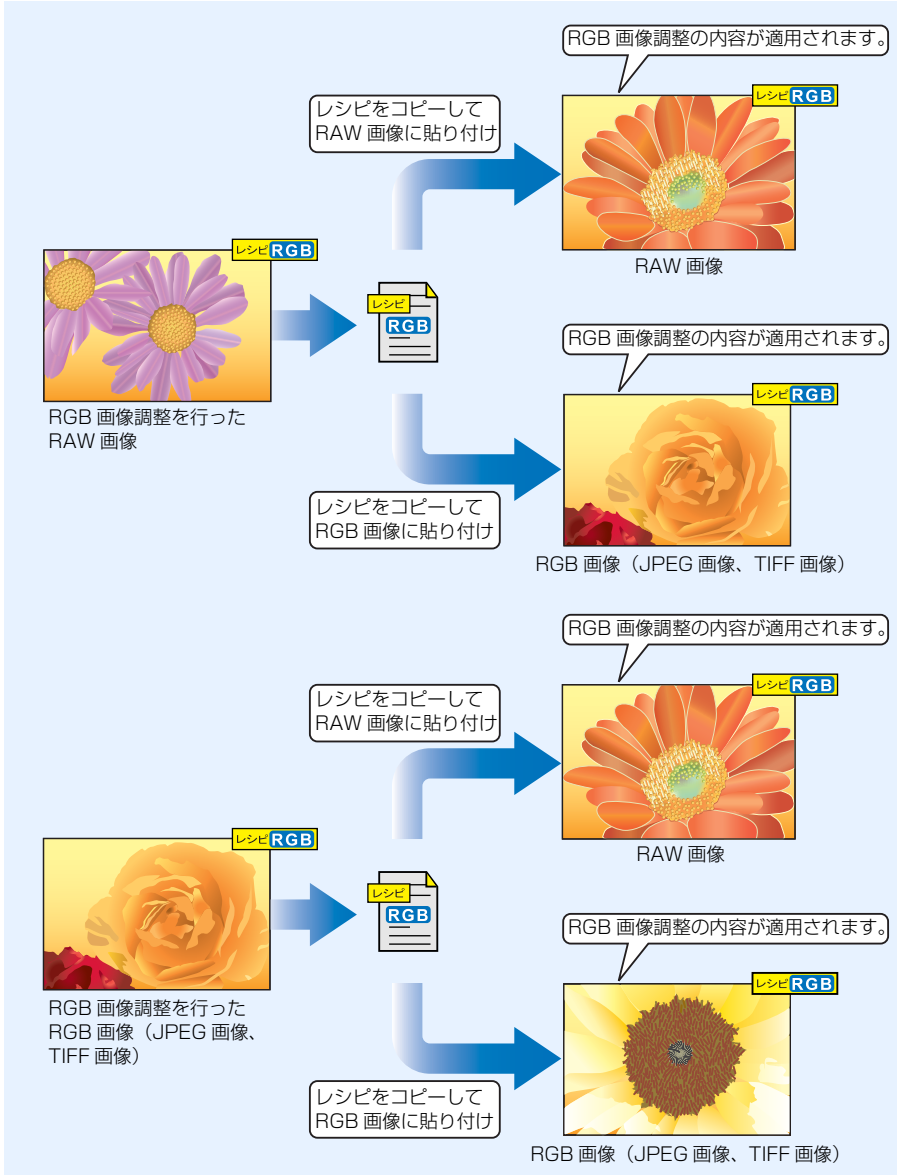 RGB 画像調整の内容が適用されます。
レシピをコピーして
RAW 画像に貼り付け
レシピ RGB
RAW 画像
レシピ RGB
レシピ
RGB
RGB 画像調整を行った
RAW 画像
RGB 画像調整の内容が適用されます。
レシピ RGB
レシピをコピーして
RGB 画像に貼り付け
RGB 画像（JPEG 画像、TIFF 画像）
RGB 画像調整の内容が適用されます。
レシピをコピーして
RAW 画像に貼り付け
レシピ RGB
RAW 画像
レシピ RGB
レシピ
RGB
RGB 画像調整を行った
RGB 画像（JPEG 画像、
TIFF 画像）
RGB 画像調整の内容が適用されます。
レシピ RGB
レシピをコピーして
RGB 画像に貼り付け
RGB 画像（JPEG 画像、TIFF 画像）